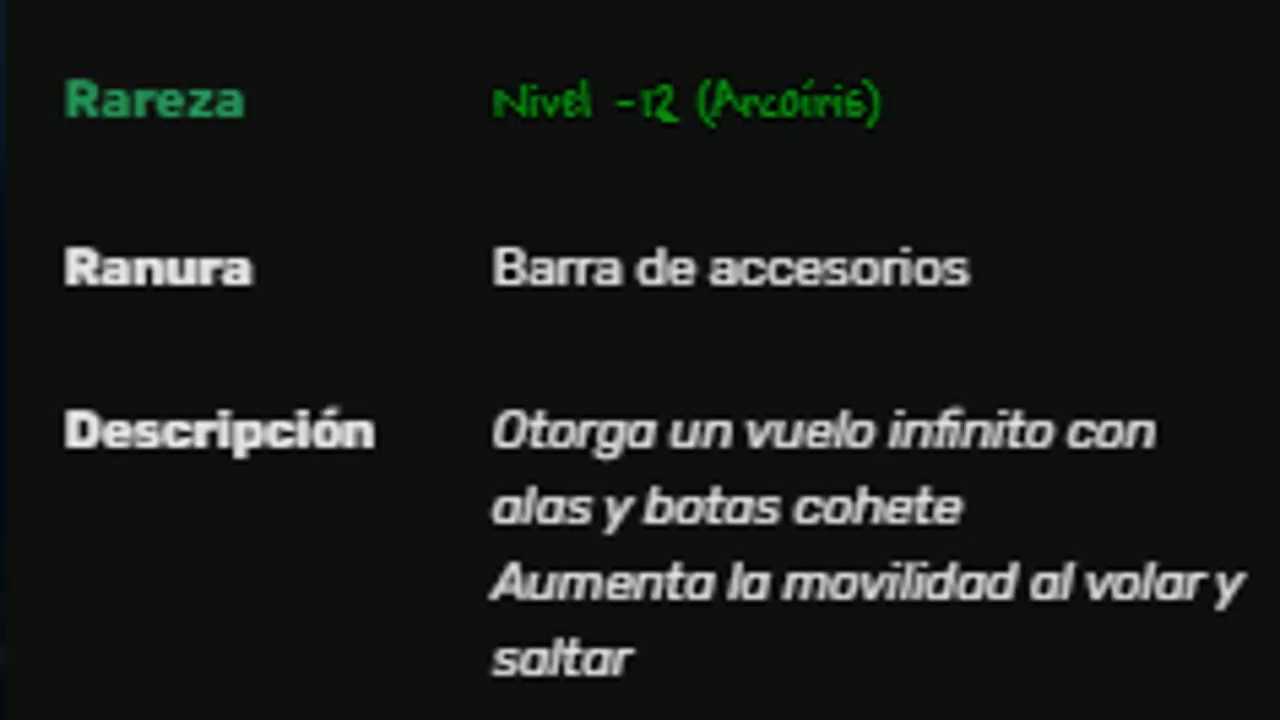 Rareza Nivel -12 (Arcoíris)
Ranura Barra de accesorios
Descripción Otorga un vuelo infinito con
alas y botas cohete
Aumenta la movilidad al volar y
saltar